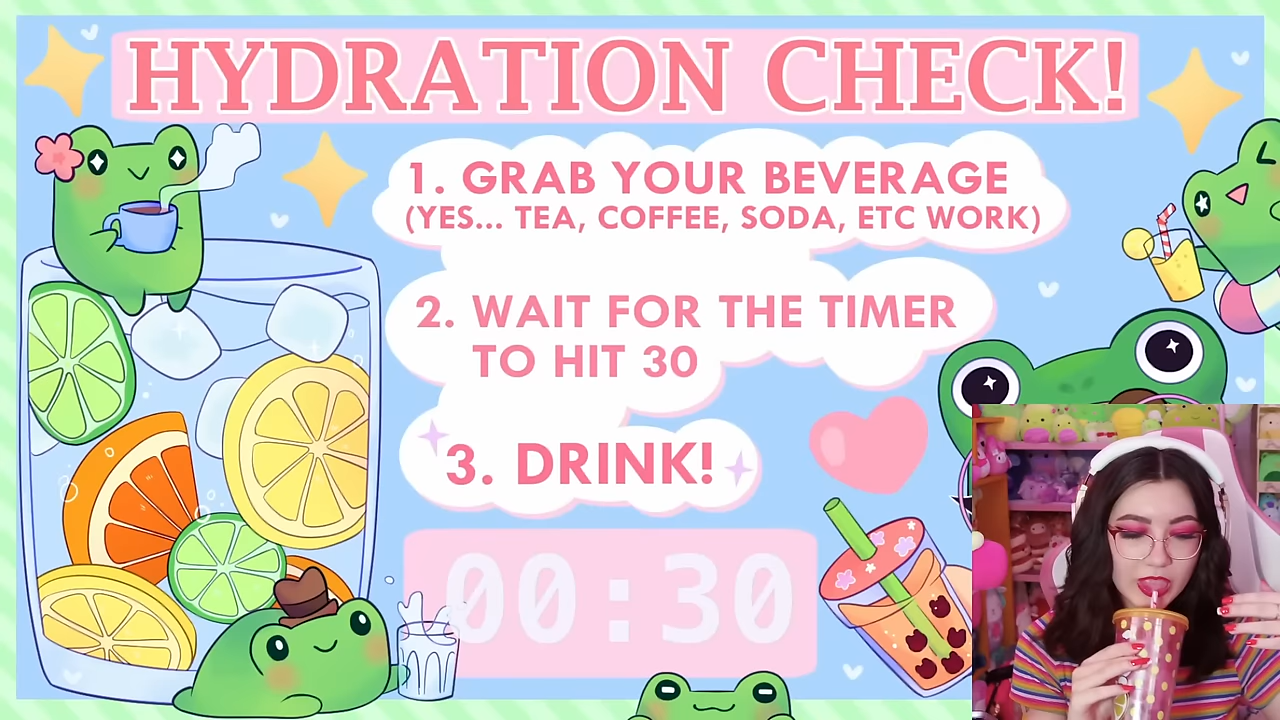 HYDRATION CHECK!
1. GRAB YOUR BEVERAGE
(YES... TEA, COFFEE, SODA, ETC WORK)
2. WAIT FOR THE TIMER
TO HIT 30
3. DRINK!
00:30